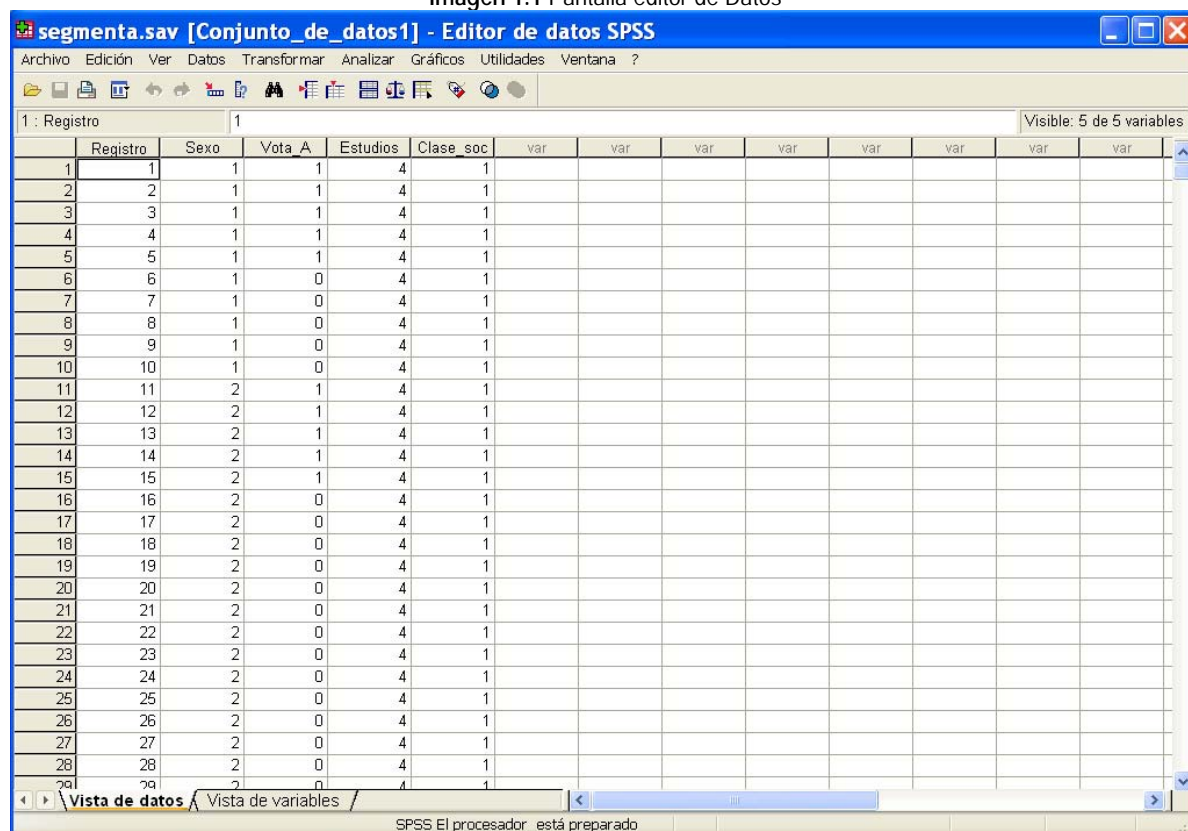 Imagen 1.1 Pantalla editor de Datos
segmenta.sav [Conjunto_de_datos1] - Editor de datos SPSS
Archivo Edición Ver Datos Transformar Analizar Gráficos Utilidades Ventana ?
1 : Registro 1 Visible: 5 de 5 variables
Registro Sexo Vota_A Estudios Clase_soc var var var var var var var var
1 1 1 1 4 1
2 2 1 1 4 1
3 3 1 1 4 1
4 4 1 1 4 1
5 5 1 1 4 1
6 6 1 0 4 1
7 7 1 0 4 1
8 8 1 0 4 1
9 9 1 0 4 1
10 10 1 0 4 1
11 11 2 1 4 1
12 12 2 1 4 1
13 13 2 1 4 1
14 14 2 1 4 1
15 15 2 1 4 1
16 16 2 0 4 1
17 17 2 0 4 1
18 18 2 0 4 1
19 19 2 0 4 1
20 20 2 0 4 1
21 21 2 0 4 1
22 22 2 0 4 1
23 23 2 0 4 1
24 24 2 0 4 1
25 25 2 0 4 1
26 26 2 0 4 1
27 27 2 0 4 1
28 28 2 0 4 1
29 29 2 0 4 1
Vista de datos Vista de variables
SPSS El procesador está preparado